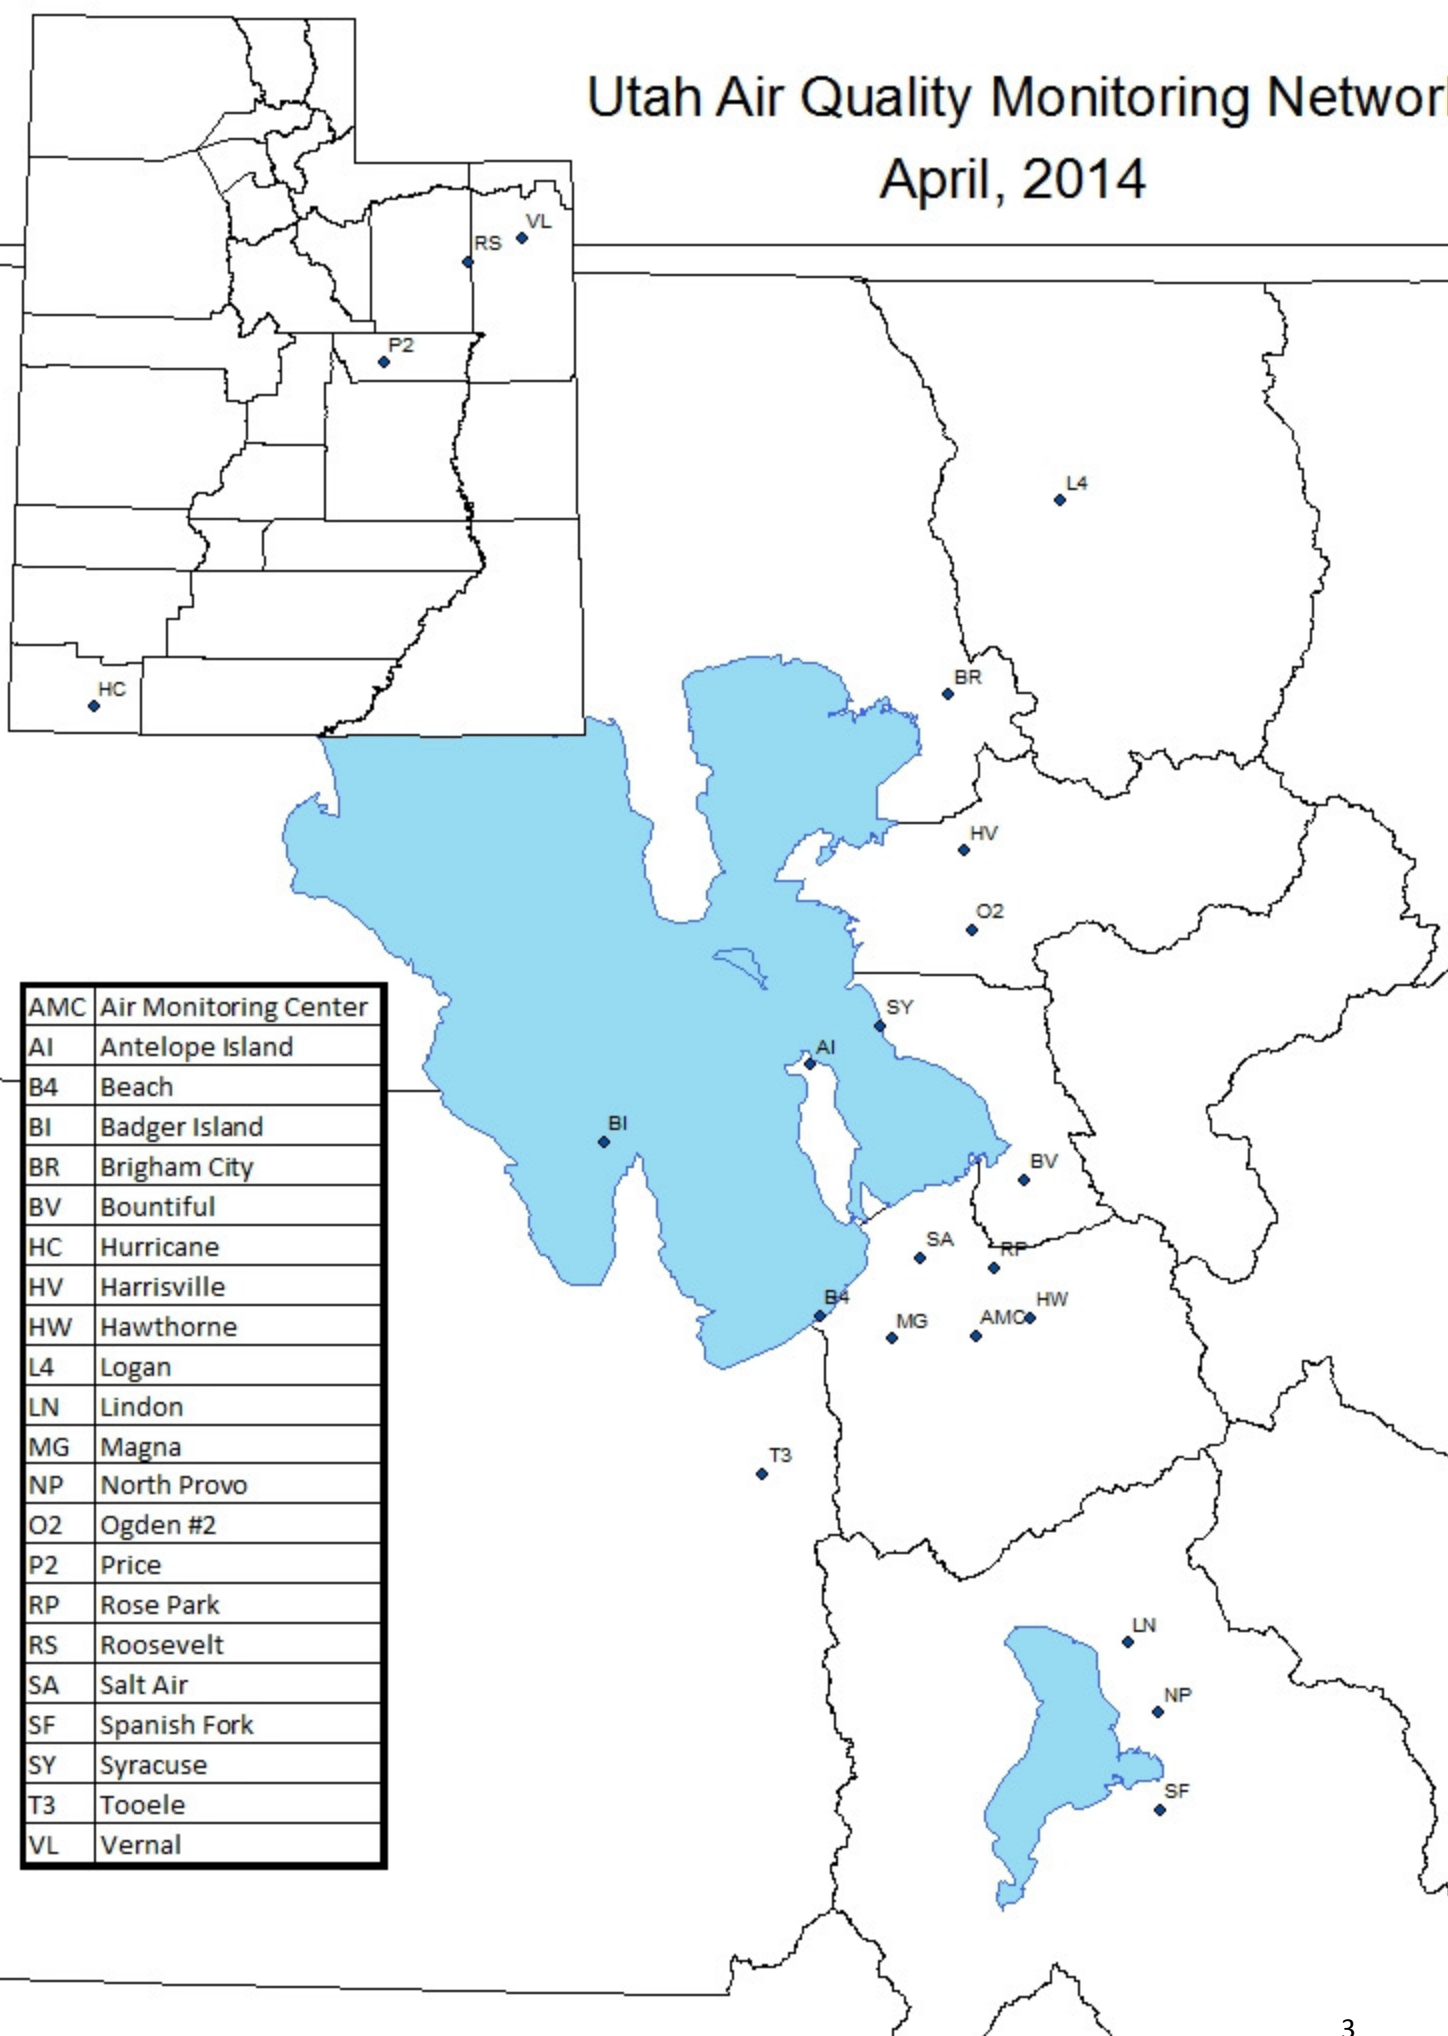 Utah Air Quality Monitoring Networ
April, 2014
VL
RS
P2
HC
L4
BR
HV
O2
SY
AI
BI
BV
SA
RP
B4
HW
MG
AMC
T3
LN
NP
SF
AMC Air Monitoring Center
AI Antelope Island
B4 Beach
BI Badger Island
BR Brigham City
BV Bountiful
HC Hurricane
HV Harrisville
HW Hawthorne
L4 Logan
LN Lindon
MG Magna
NP North Provo
O2 Ogden #2
P2 Price
RP Rose Park
RS Roosevelt
SA Salt Air
SF Spanish Fork
SY Syracuse
T3 Tooele
VL Vernal
3